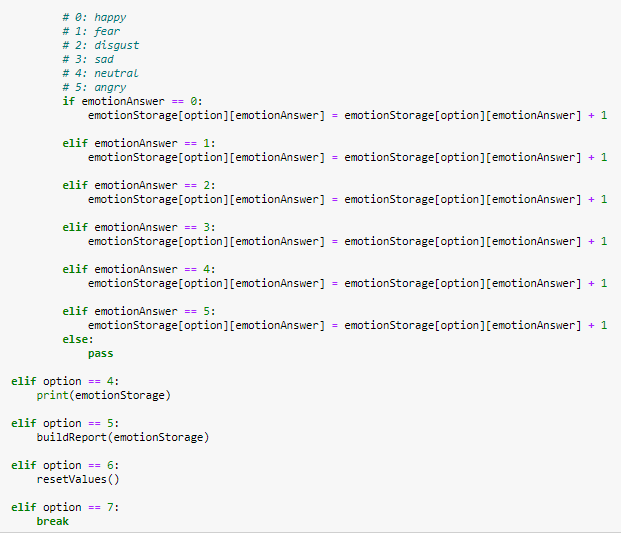 # 0: happy
# 1: fear
# 2: disgust
# 3: sad
# 4: neutral
# 5: angry
if emotionAnswer == 0:
emotionStorage[option][emotionAnswer] = emotionStorage[option][emotionAnswer] + 1
elif emotionAnswer == 1:
emotionStorage[option][emotionAnswer] = emotionStorage[option][emotionAnswer] + 1
elif emotionAnswer == 2:
emotionStorage[option][emotionAnswer] = emotionStorage[option][emotionAnswer] + 1
elif emotionAnswer == 3:
emotionStorage[option][emotionAnswer] = emotionStorage[option][emotionAnswer] + 1
elif emotionAnswer == 4:
emotionStorage[option][emotionAnswer] = emotionStorage[option][emotionAnswer] + 1
elif emotionAnswer == 5:
emotionStorage[option][emotionAnswer] = emotionStorage[option][emotionAnswer] + 1
else:
pass
elif option == 4:
print(emotionStorage)
elif option == 5:
buildReport(emotionStorage)
elif option == 6:
resetValues()
elif option == 7:
break